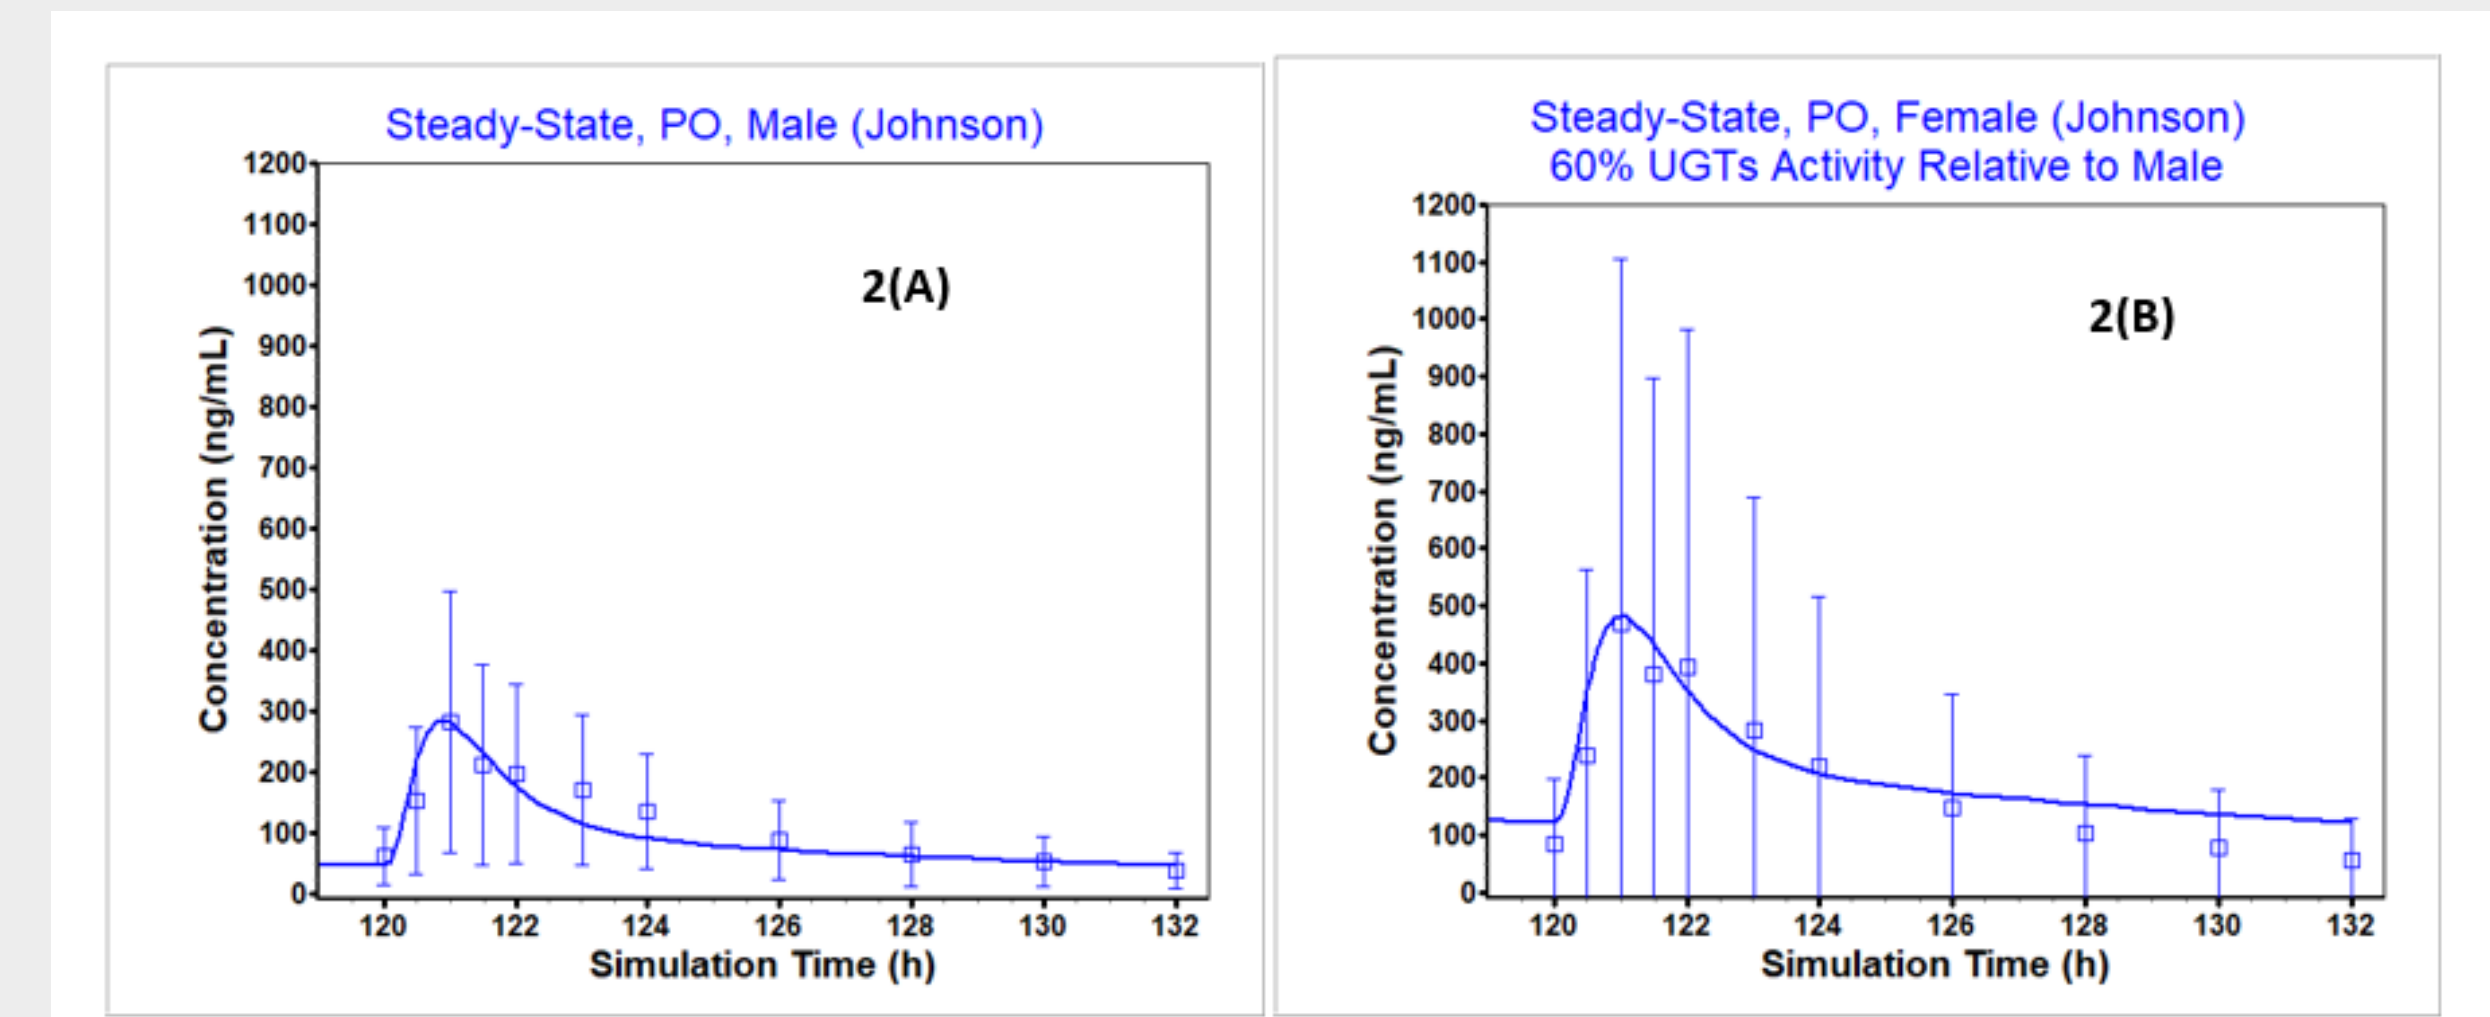 Steady-State, PO, Male (Johnson)
1200
1100
1000
900
800
700
600
500
400
300
200
100
0
Concentration (ng/mL)
2(A)
120 122 124 126 128 130 132
Simulation Time (h)
Steady-State, PO, Female (Johnson)
60% UGTs Activity Relative to Male
1200
1100
1000
900
800
700
600
500
400
300
200
100
0
Concentration (ng/mL)
2(B)
120 122 124 126 128 130 132
Simulation Time (h)